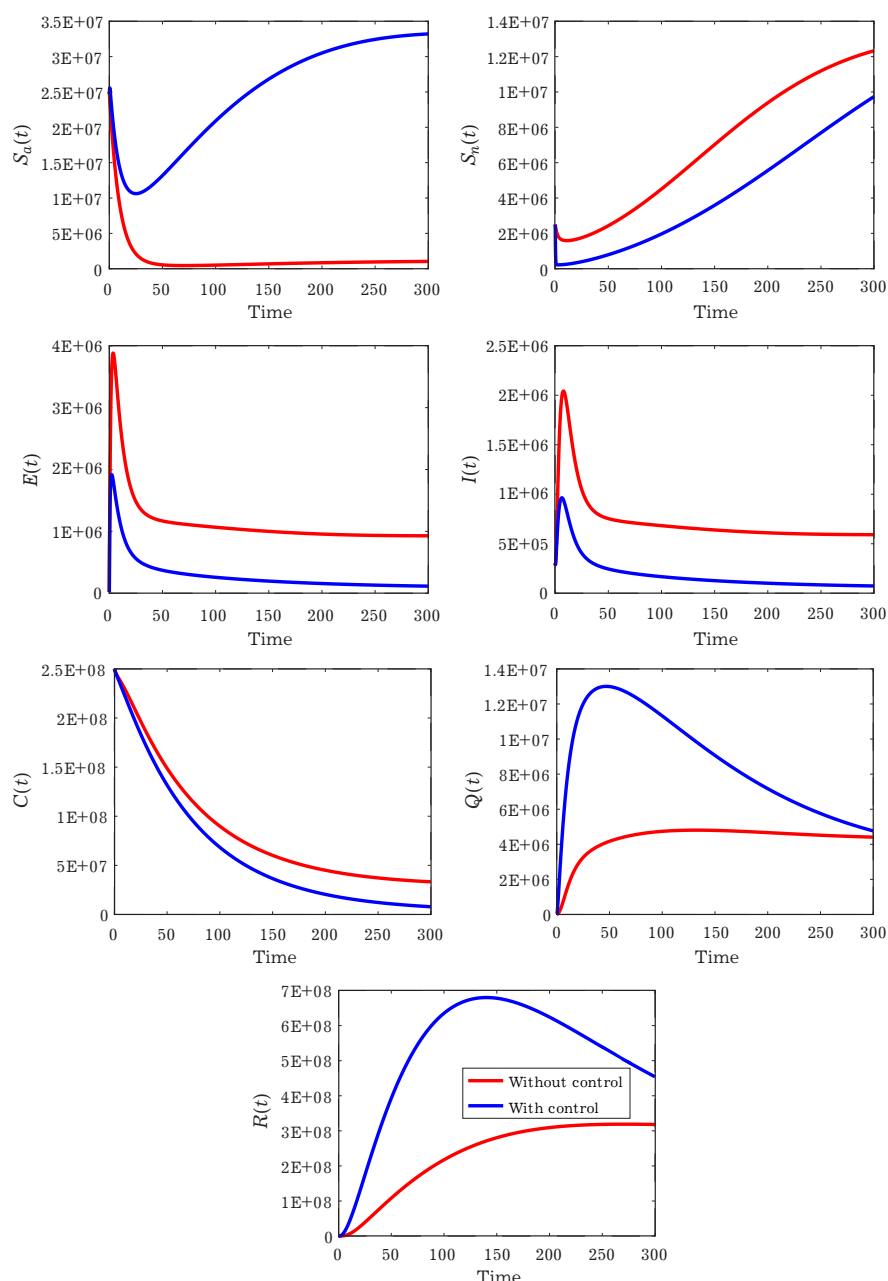 3.5E+07
3E+07
2.5E+07
2E+07
1.5E+07
1E+07
5E+06
0
S_a(t)
0 50 100 150 200 250 300
Time
1.4E+07
1.2E+07
1E+07
8E+06
6E+06
4E+06
2E+06
0
S_n(t)
0 50 100 150 200 250 300
Time
4E+06
3E+06
2E+06
1E+06
0
E(t)
0 50 100 150 200 250 300
Time
2.5E+06
2E+06
1.5E+06
1E+06
5E+05
0
I(t)
0 50 100 150 200 250 300
Time
2.5E+08
2E+08
1.5E+08
1E+08
5E+07
0
C(t)
0 50 100 150 200 250 300
Time
1.4E+07
1.2E+07
1E+07
8E+06
6E+06
4E+06
2E+06
0
Q(t)
0 50 100 150 200 250 300
Time
7E+08
6E+08
5E+08
4E+08
3E+08
2E+08
1E+08
0
R(t)
Without control
With control
0 50 100 150 200 250 300
Time